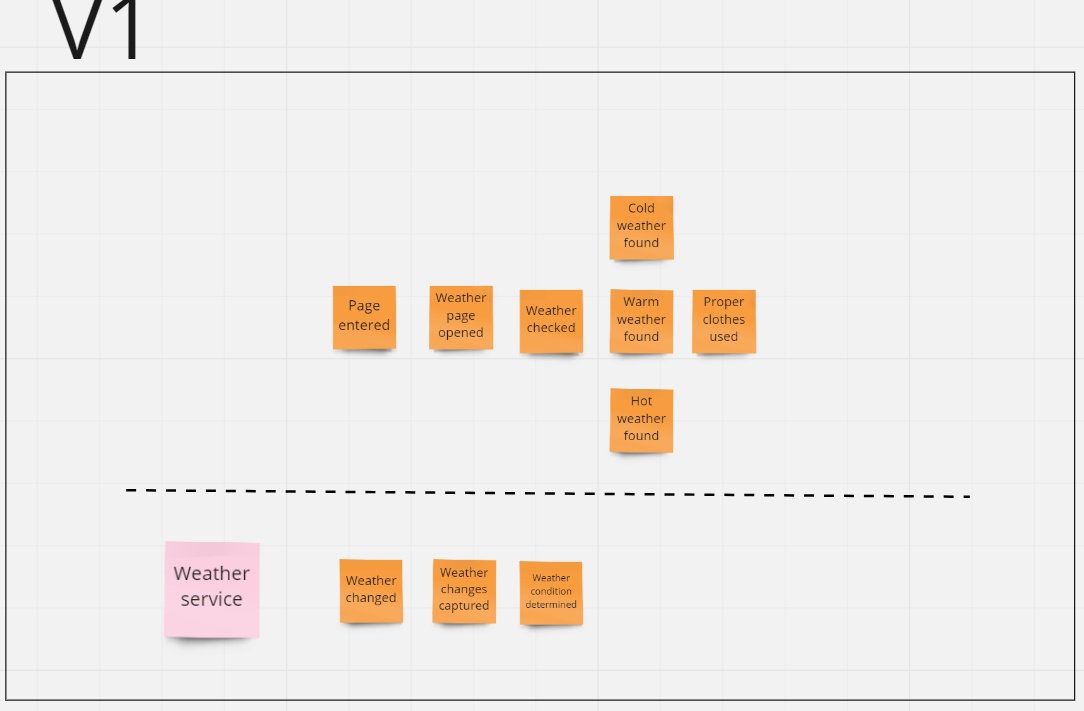 V1
Cold
weather
found
Page
entered
Weather
page
opened
Weather
checked
Warm
weather
found
Proper
clothes
used
Hot
weather
found
Weather
service
Weather
changed
Weather
changes
captured
Weather
condition
determined